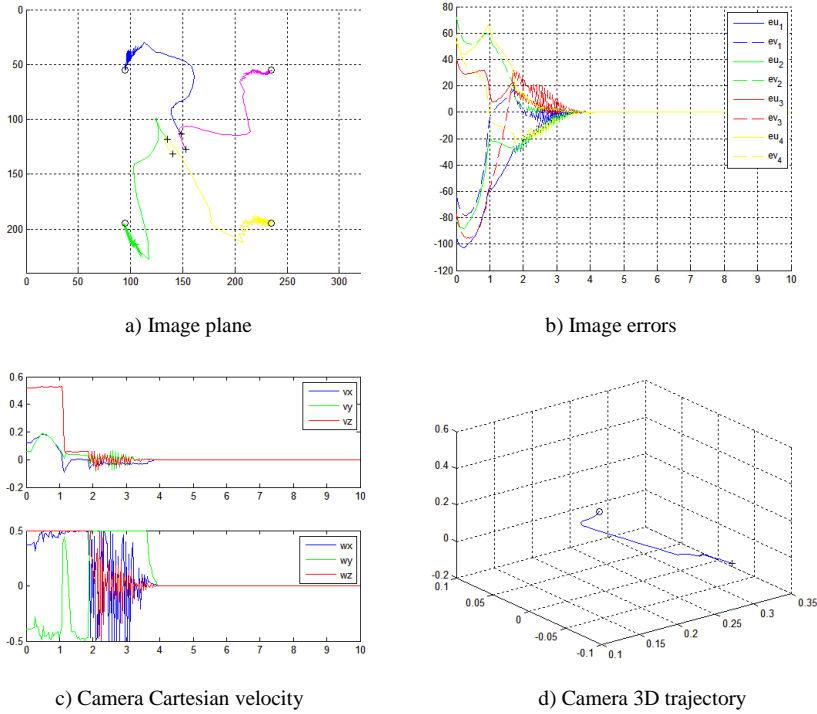 0
50
100
150
200
0 50 100 150 200 250 300
a) Image plane
80
60
40
20
0
-20
-40
-60
-80
-100
-120
0 1 2 3 4 5 6 7 8 9 10
eu1
ev1
eu2
ev2
eu3
ev3
eu4
ev4
b) Image errors
0.6
0.4
0.2
0
-0.2
0 1 2 3 4 5 6 7 8 9 10
vx
vy
vz
0.5
0
-0.5
0 1 2 3 4 5 6 7 8 9 10
wx
wy
wz
c) Camera Cartesian velocity
0.6
0.4
0.2
0
-0.2
0.1
0.05
0
-0.05
-0.1
0.1
0.15
0.2
0.25
0.3
0.35
d) Camera 3D trajectory